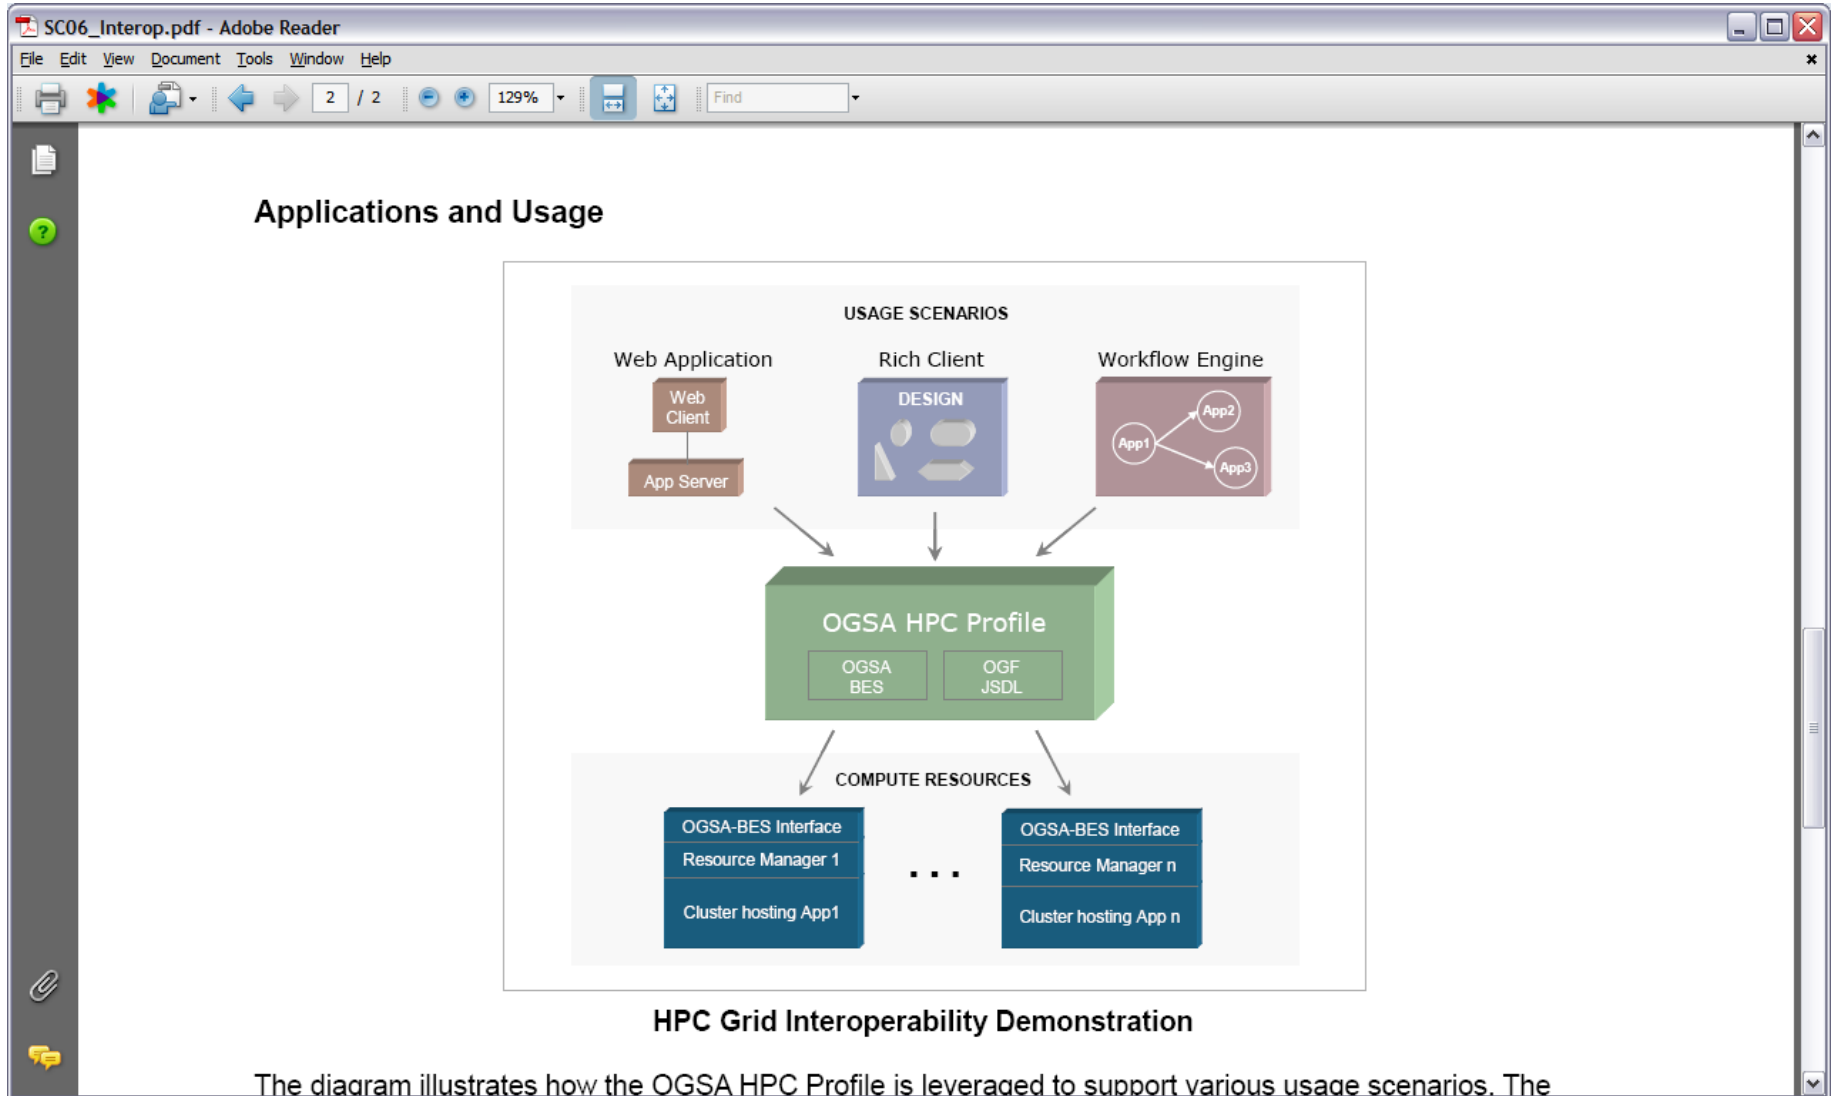 SC06_Interop.pdf - Adobe Reader
File Edit View Document Tools Window Help
2 / 2 129% Find
Applications and Usage
USAGE SCENARIOS
Web Application Rich Client Workflow Engine
Web
Client
App Server
DESIGN
App1
App2
App3
OGSA HPC Profile
OGSA
BES
OGF
JSDL
COMPUTE RESOURCES
OGSA-BES Interface
Resource Manager 1
Cluster hosting App1
. . .
OGSA-BES Interface
Resource Manager n
Cluster hosting App n
HPC Grid Interoperability Demonstration
The diagram illustrates how the OGSA HPC Profile is leveraged to support various usage scenarios. The